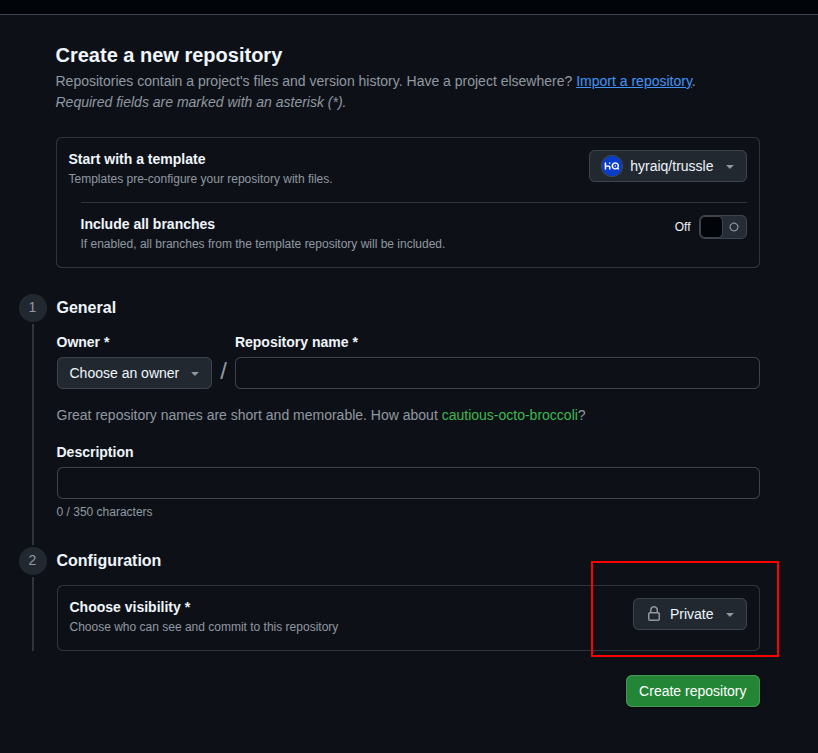 Create a new repository
Repositories contain a project's files and version history. Have a project elsewhere? Import a repository.
Required fields are marked with an asterisk (*).
Start with a template
Templates pre-configure your repository with files.
hQ hyraiq/trussle
Include all branches
If enabled, all branches from the template repository will be included.
Off
1 General
Owner *
Repository name *
Choose an owner
/
Great repository names are short and memorable. How about cautious-octo-broccoli?
Description
0 / 350 characters
2 Configuration
Choose visibility *
Choose who can see and commit to this repository
Private
Create repository